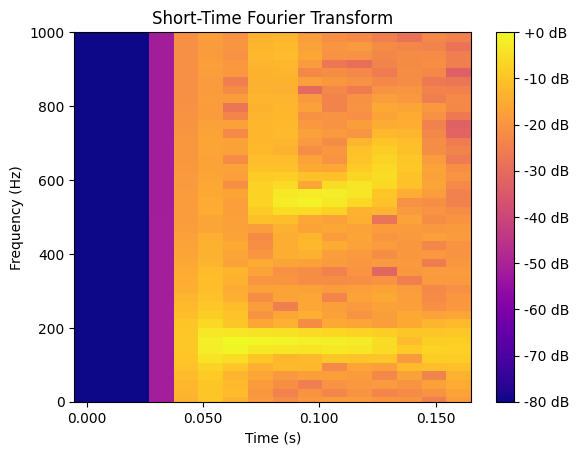 Short-Time Fourier Transform
1000
800
600
400
200
0
Frequency (Hz)
0.000
0.050
0.100
0.150
Time (s)
+0 dB
-10 dB
-20 dB
-30 dB
-40 dB
-50 dB
-60 dB
-70 dB
-80 dB